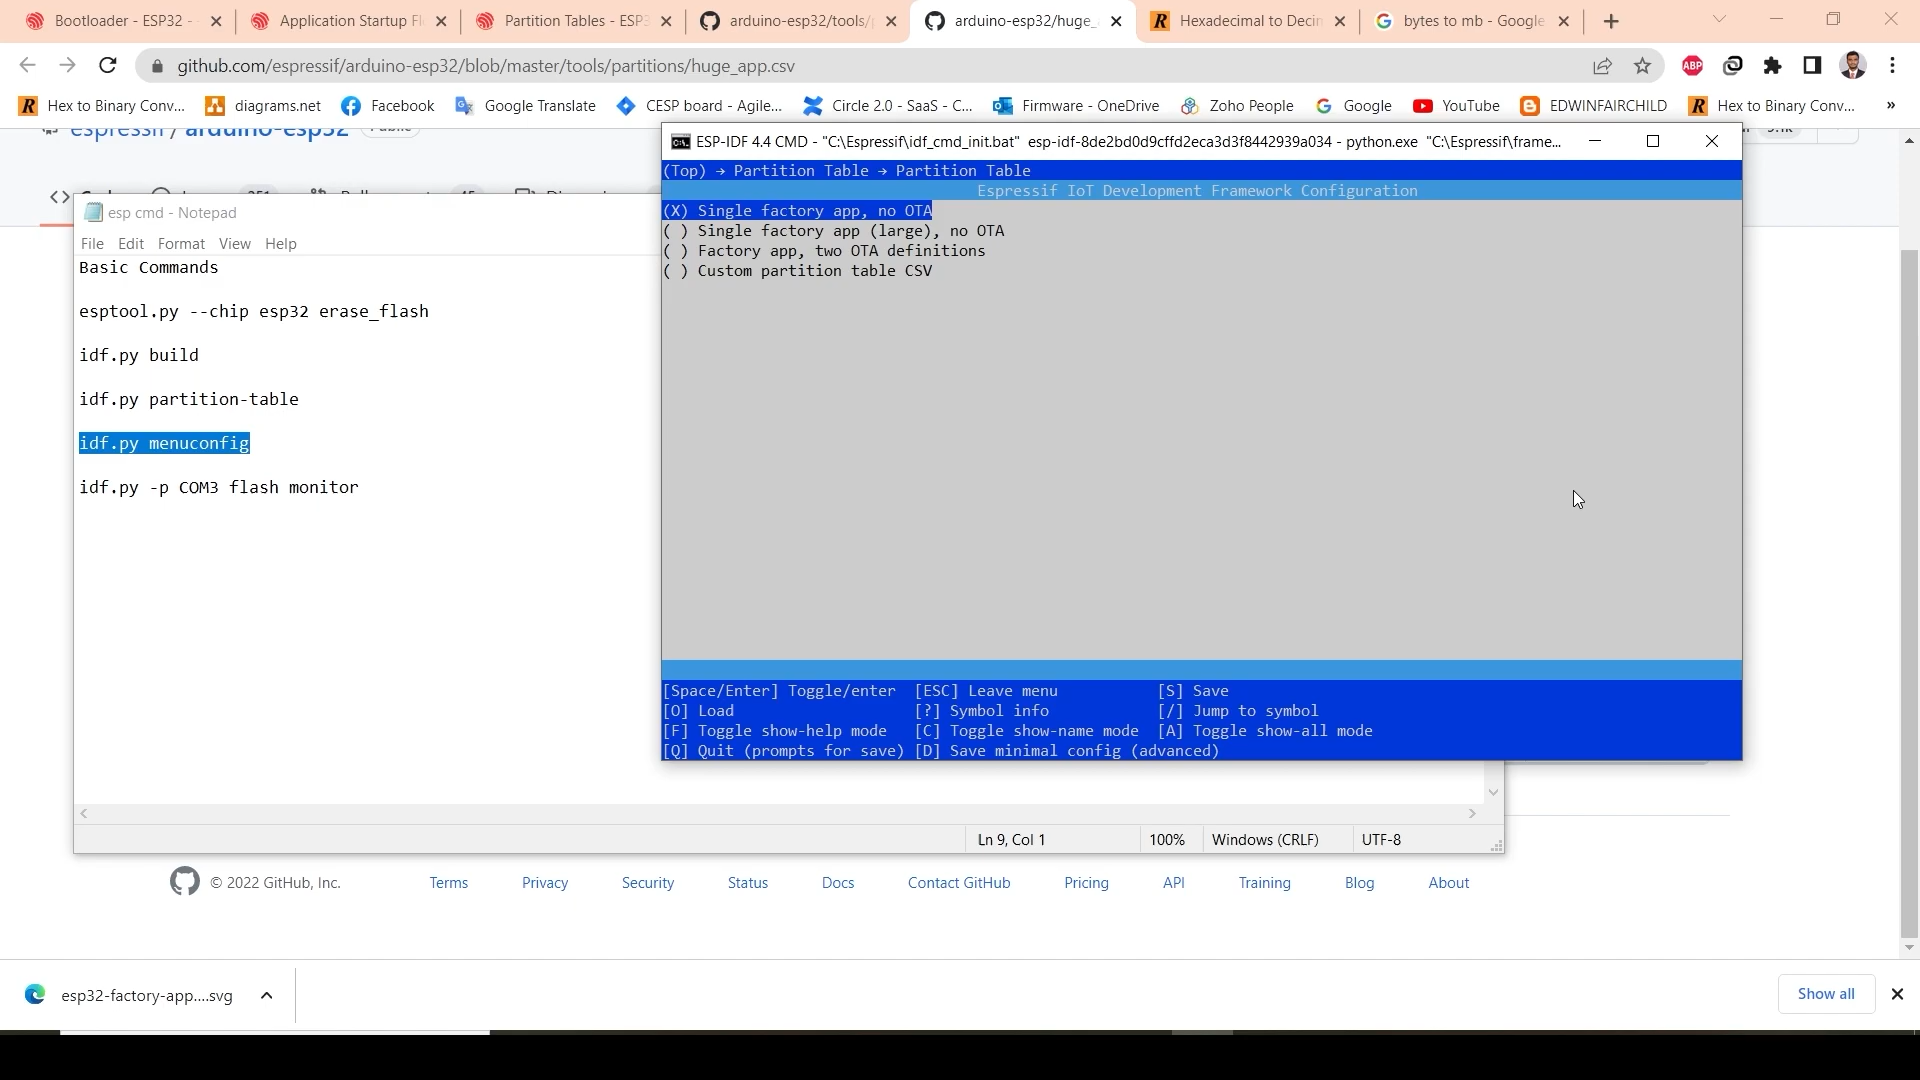 Bootloader - ESP32 -
Application Startup Fl
Partition Tables - ESP3
arduino-esp32/tools/p
arduino-esp32/huge_
Hexadecimal to Decin
bytes to mb - Google
github.com/espressif/arduino-esp32/blob/master/tools/partitions/huge_app.csv
ABP
Hex to Binary Conv...
diagrams.net
Facebook
Google Translate
CESP board - Agile...
Circle 2.0 - SaaS - C...
Firmware - OneDrive
Zoho People
Google
YouTube
EDWINFAIRCHILD
Hex to Binary Conv...
»
espressif / arduino-esp32
Public
esp cmd - Notepad
File Edit Format View Help
Basic Commands
esptool.py --chip esp32 erase_flash
idf.py build
idf.py partition-table
idf.py menuconfig
idf.py -p COM3 flash monitor
Ln 9, Col 1
100%
Windows (CRLF)
UTF-8
ESP-IDF 4.4 CMD - "C:\Espressif\idf_cmd_init.bat" esp-idf-8de2bd0d9cffd2eca3d3f8442939a034 - python.exe "C:\Espressif\frame...
(Top) → Partition Table → Partition Table
Espressif IoT Development Framework Configuration
(X) Single factory app, no OTA
( ) Single factory app (large), no OTA
( ) Factory app, two OTA definitions
( ) Custom partition table CSV
[Space/Enter] Toggle/enter [ESC] Leave menu [S] Save
[O] Load [?] Symbol info [/] Jump to symbol
[F] Toggle show-help mode [C] Toggle show-name mode [A] Toggle show-all mode
[Q] Quit (prompts for save) [D] Save minimal config (advanced)
© 2022 GitHub, Inc.
Terms
Privacy
Security
Status
Docs
Contact GitHub
Pricing
API
Training
Blog
About
esp32-factory-app....svg
Show all